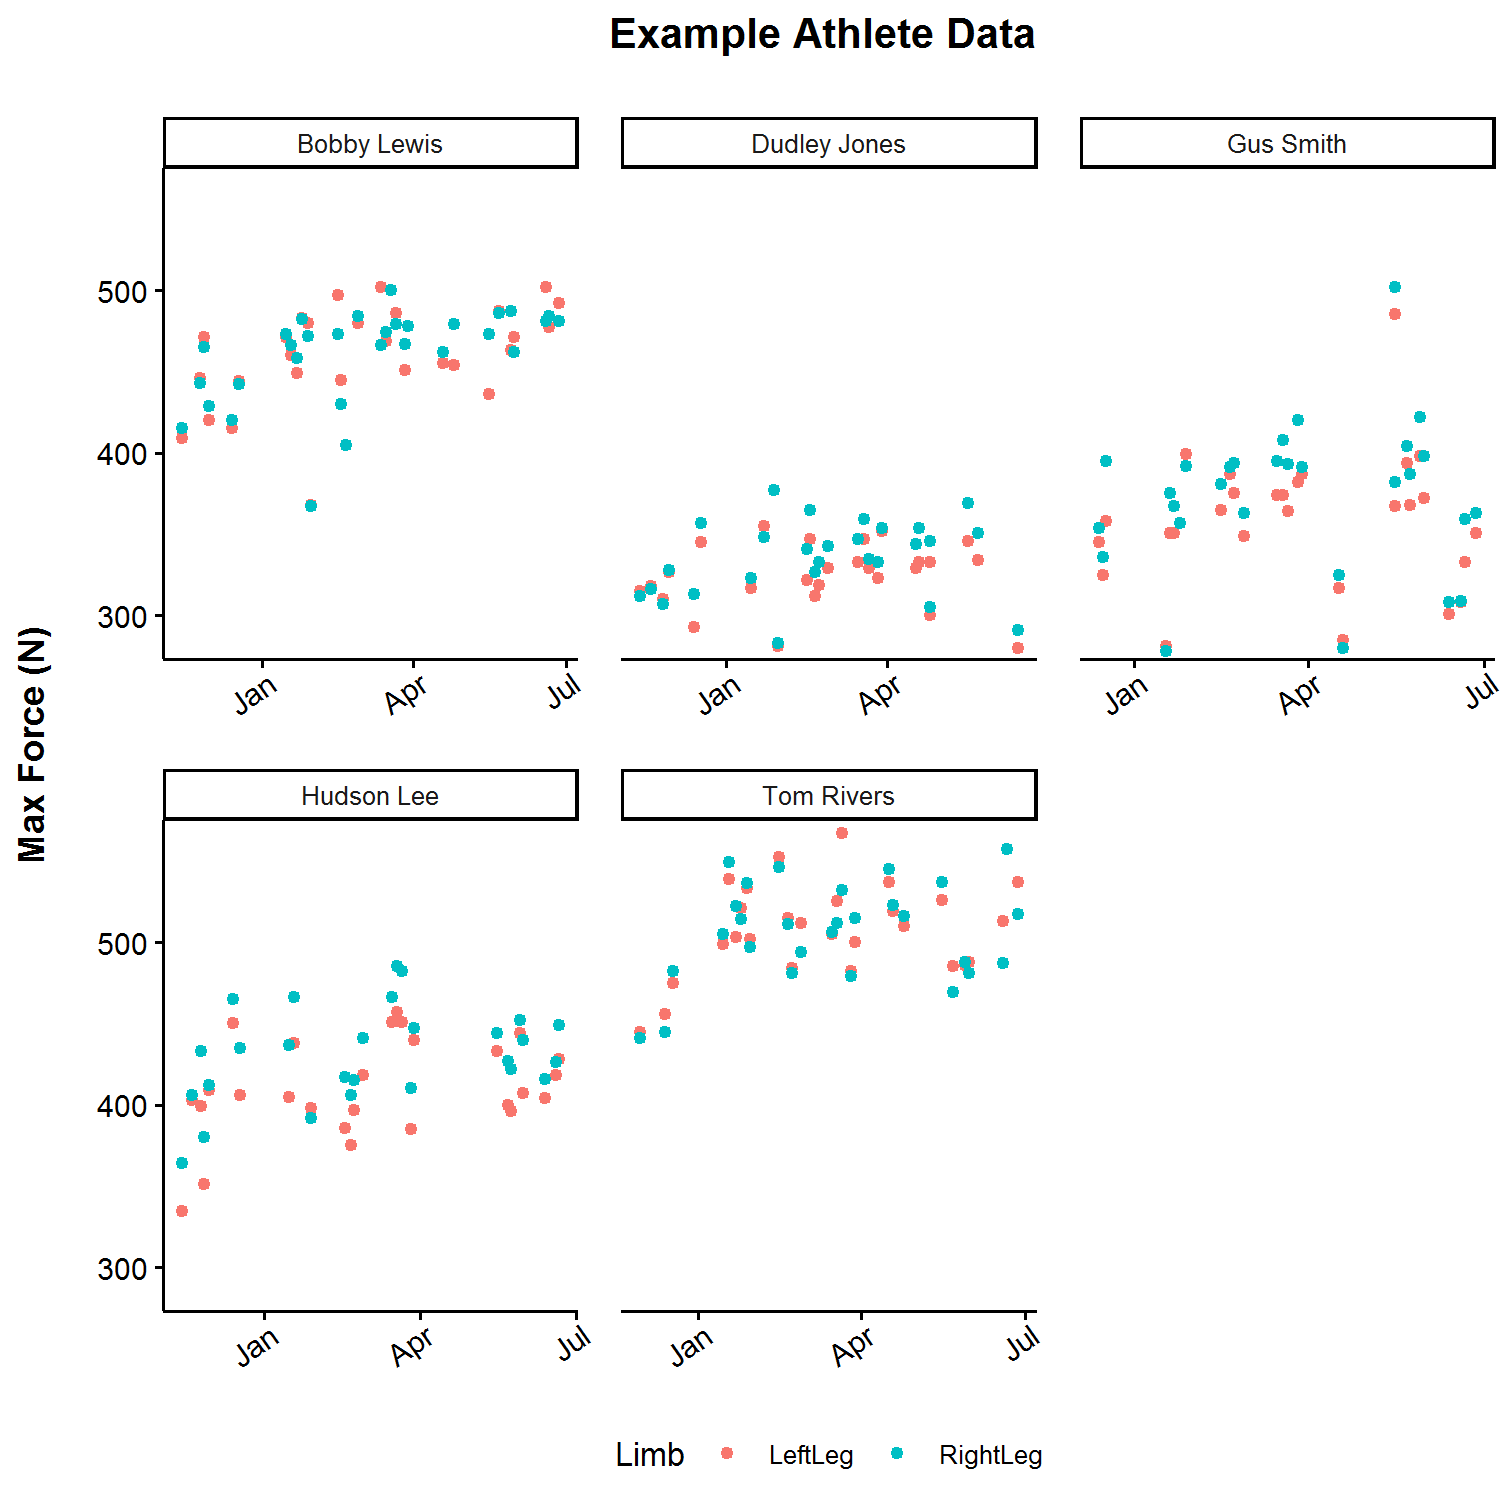 Example Athlete Data
Bobby Lewis
Dudley Jones
Gus Smith
Max Force (N)
500
400
300
Jan
Apr
Jul
Jan
Apr
Jan
Apr
Jul
Hudson Lee
Tom Rivers
500
400
300
Jan
Apr
Jul
Jan
Apr
Jul
Limb LeftLeg RightLeg